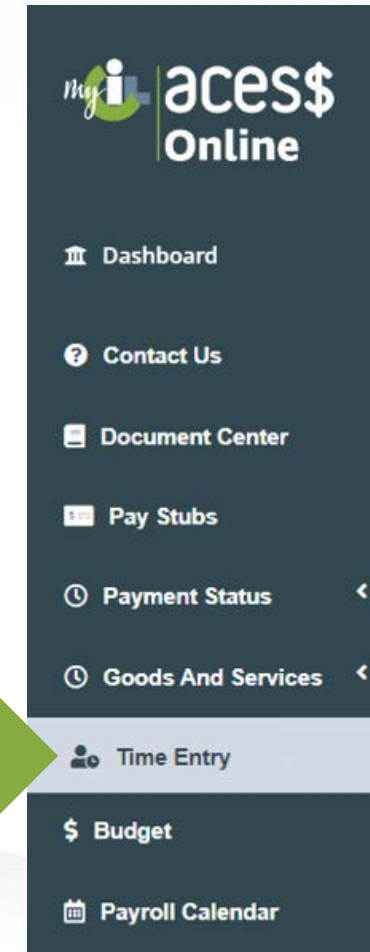 my iL aces$
Online
Dashboard
Contact Us
Document Center
Pay Stubs
Payment Status
Goods And Services
Time Entry
$ Budget
Payroll Calendar